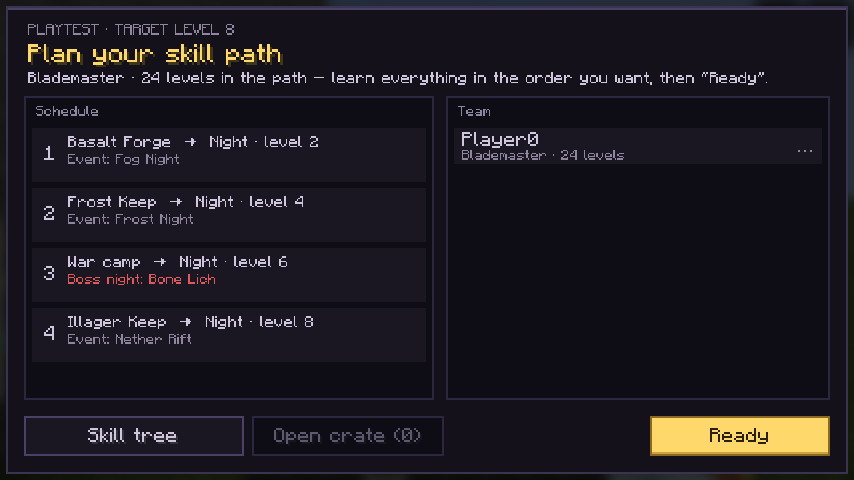 PLAYTEST · TARGET LEVEL 8
Plan your skill path
Blademaster · 24 levels in the path — learn everything in the order you want, then “Ready”.
Schedule
1 Basalt Forge → Night · level 2
Event: Fog Night
2 Frost Keep → Night · level 4
Event: Frost Night
3 War camp → Night · level 6
Boss night: Bone Lich
4 Illager Keep → Night · level 8
Event: Nether Rift
Team
Player0
Blademaster · 24 levels
...
Skill tree
Open crate (0)
Ready